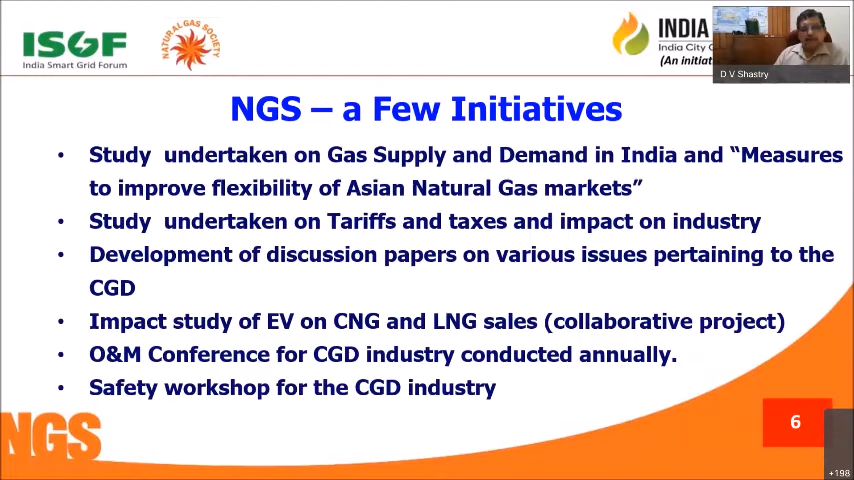 ISGF
India Smart Grid Forum
NATURAL GAS SOCIETY
INDIA
India City G
(An initiat
D V Shastry
NGS – a Few Initiatives
• Study undertaken on Gas Supply and Demand in India and “Measures
to improve flexibility of Asian Natural Gas markets”
• Study undertaken on Tariffs and taxes and impact on industry
• Development of discussion papers on various issues pertaining to the
CGD
• Impact study of EV on CNG and LNG sales (collaborative project)
• O&M Conference for CGD industry conducted annually.
• Safety workshop for the CGD industry
NGS
6
+198